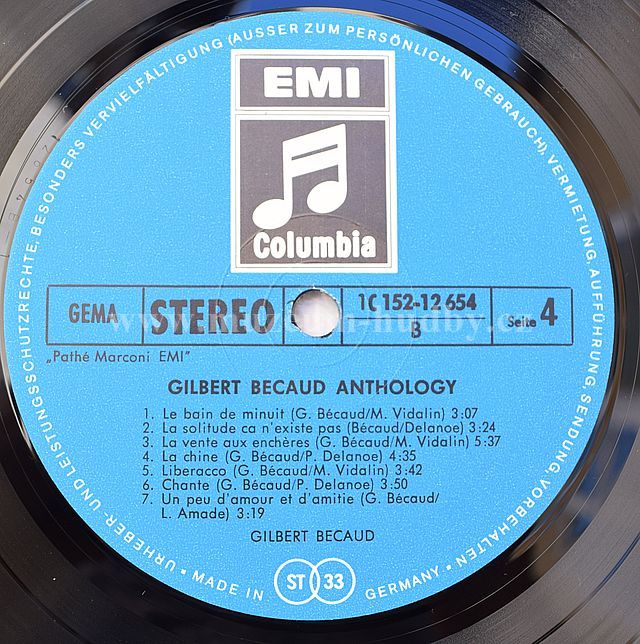 URHEBER- UND LEISTUNGSSCHUTZRECHTE, BESONDERS VERVIELFÄLTIGUNG (AUSSER ZUM PERSÖNLICHEN GEBRAUCH), VERMIETUNG, AUFFÜHRUNG, SENDUNG, VORBEHALTEN
EMI
Columbia
GEMA STEREO 1C 152-12 654 Seite 4
B
„Pathé Marconi EMI”
GILBERT BECAUD ANTHOLOGY
1. Le bain de minuit (G. Bécaud/M. Vidalin) 3:07
2. La solitude ca n'existe pas (Bécaud/Delanoe) 3:24
3. La vente aux enchères (G. Bécaud/M. Vidalin) 5:37
4. La chine (G. Bécaud/P. Delanoe) 4:35
5. Liberacco (G. Bécaud/M. Vidalin) 3:42
6. Chante (G. Bécaud/P. Delanoe) 3:50
7. Un peu d'amour et d'amitie (G. Bécaud/
L. Amade) 3:19
GILBERT BECAUD
• MADE IN ST 33 GERMANY •